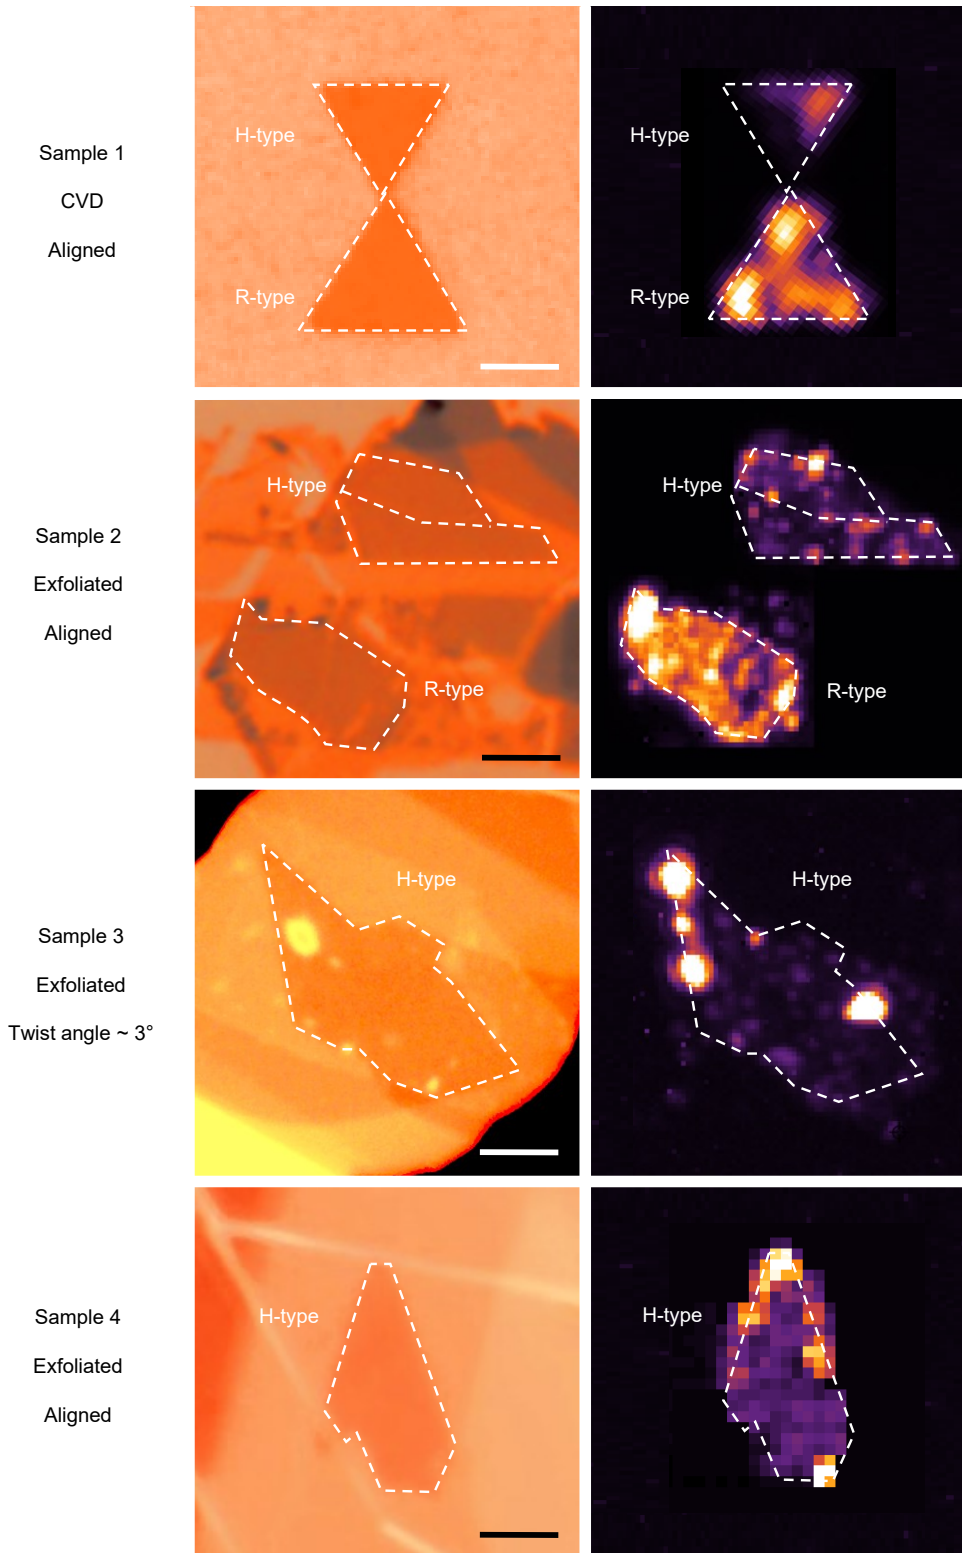 Sample 1
CVD
Aligned
H-type
R-type
H-type
R-type
Sample 2
Exfoliated
Aligned
H-type
R-type
H-type
R-type
Sample 3
Exfoliated
Twist angle ~ 3°
H-type
H-type
Sample 4
Exfoliated
Aligned
H-type
H-type